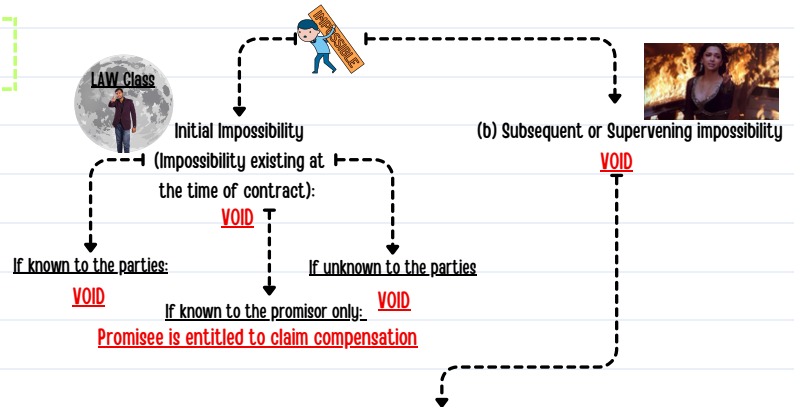 IMPOSSIBLE
LAW Class
Initial Impossibility
(Impossibility existing at
the time of contract):
VOID
(b) Subsequent or Supervening impossibility
VOID
If known to the parties:
VOID
If known to the promisor only:
Promisee is entitled to claim compensation
If unknown to the parties
VOID